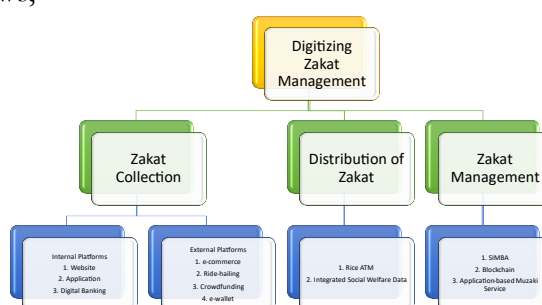 Digitizing
Zakat
Management
Zakat
Collection
Distribution of
Zakat
Zakat
Management
Internal Platforms
1. Website
2. Application
3. Digital Banking
External Platforms
1. e-commerce
2. Ride-hailing
3. Crowdfunding
4. e-wallet
1. Rice ATM
2. Integrated Social Welfare Data
1. SIMBA
2. Blockchain
3. Application-based Muzaki
Service